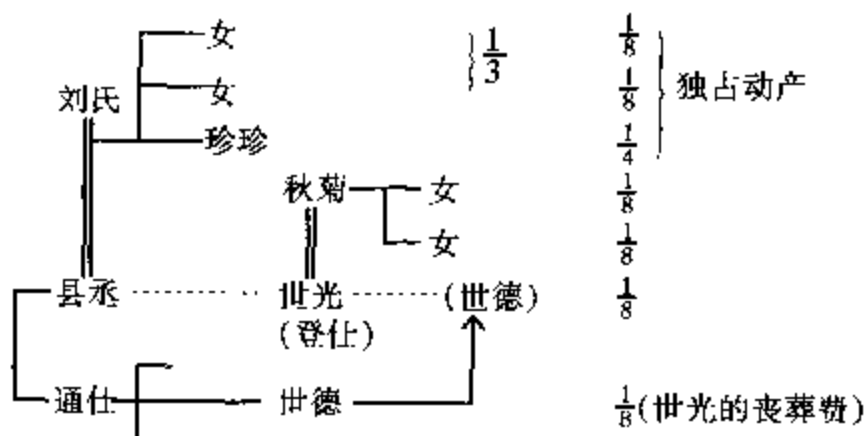 女 }1/3 1/8
女 1/8 }独占动产
刘氏
珍珍 1/4
秋菊 女 1/8
女 1/8
县丞 世光 (世德) 1/8
(登仕)
通仕 世德 1/8(世光的丧葬费)